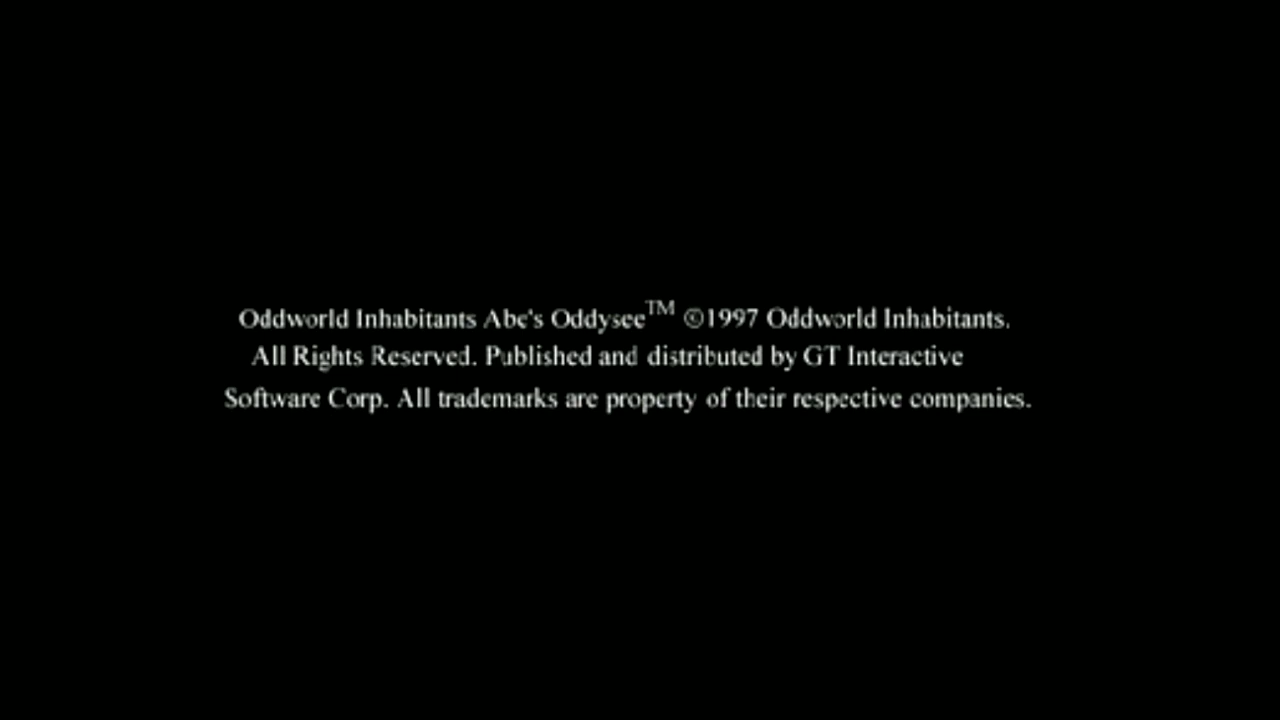 Oddworld Inhabitants Abe's Oddysee™ ©1997 Oddworld Inhabitants.
All Rights Reserved. Published and distributed by GT Interactive
Software Corp. All trademarks are property of their respective companies.